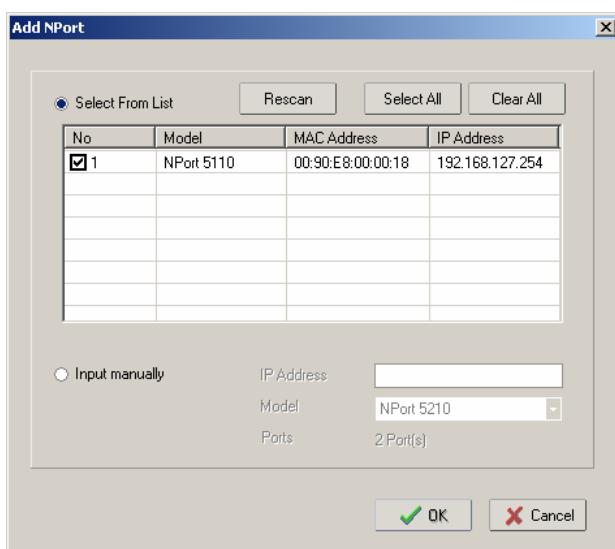 Add NPort
Select From List Rescan Select All Clear All
No Model MAC Address IP Address
1 NPort 5110 00:90:E8:00:00:18 192.168.127.254
Input manually IP Address
Model NPort 5210
Ports 2 Port(s)
OK Cancel